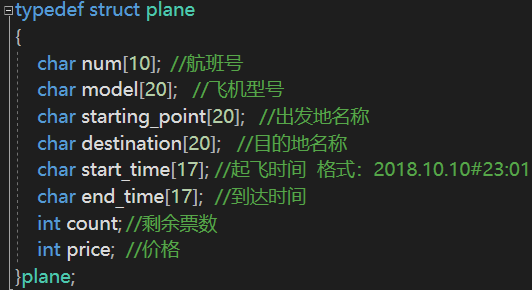 typedef struct plane
{
char num[10]; //航班号
char model[20]; //飞机型号
char starting_point[20]; //出发地名称
char destination[20]; //目的地名称
char start_time[17]; //起飞时间 格式：2018.10.10#23:01
char end_time[17]; //到达时间
int count; //剩余票数
int price; //价格
}plane;